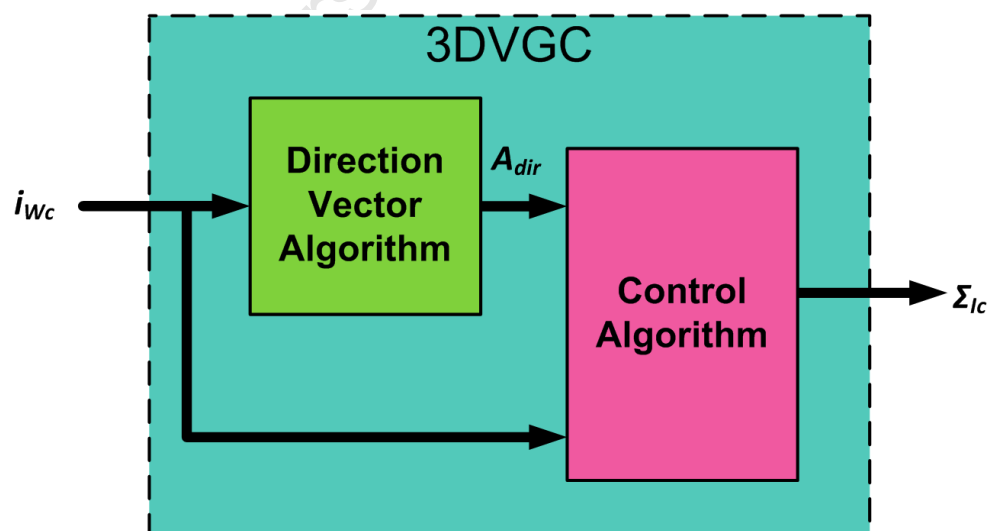 3DVGC
Direction
Vector
Algorithm
A_dir
i_Wc
Control
Algorithm
Σ_Ic